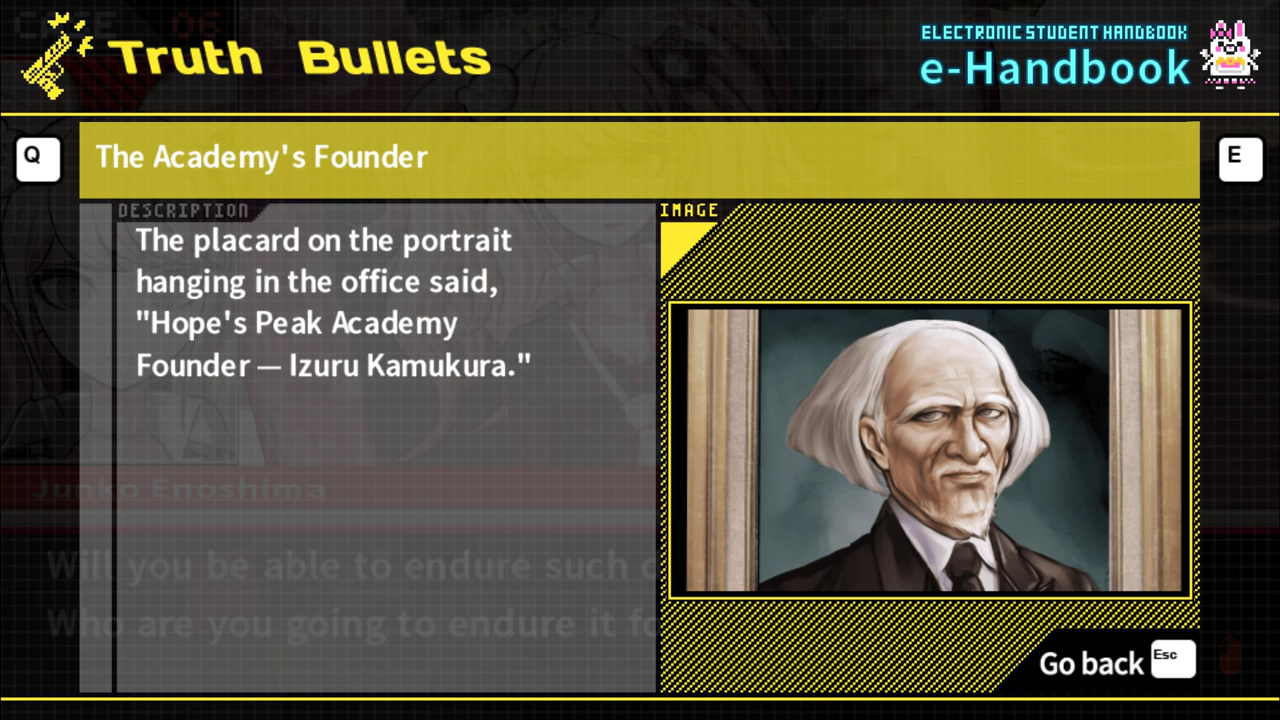 Truth Bullets
ELECTRONIC STUDENT HANDBOOK
e-Handbook
Q
The Academy's Founder
E
DESCRIPTION
The placard on the portrait
hanging in the office said,
"Hope's Peak Academy
Founder — Izuru Kamukura."
IMAGE
Junko Enoshima
Will you be able to endure such
Who are you going to endure it
Go back Esc